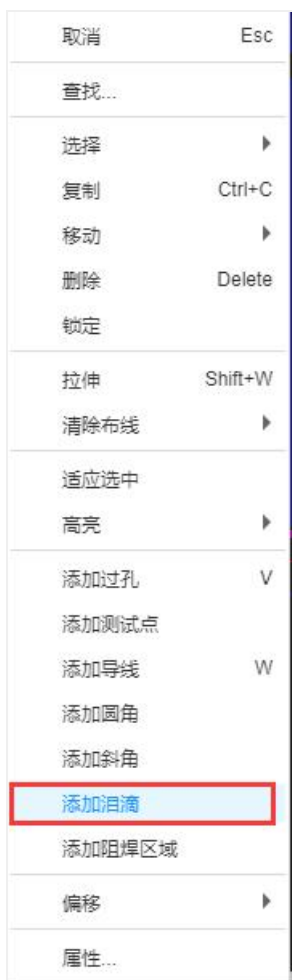 取消 Esc
查找...
选择
复制 Ctrl+C
移动
删除 Delete
锁定
拉伸 Shift+W
清除布线
适应选中
高亮
添加过孔 V
添加测试点
添加导线 W
添加圆角
添加斜角
添加泪滴
添加阻焊区域
偏移
属性...